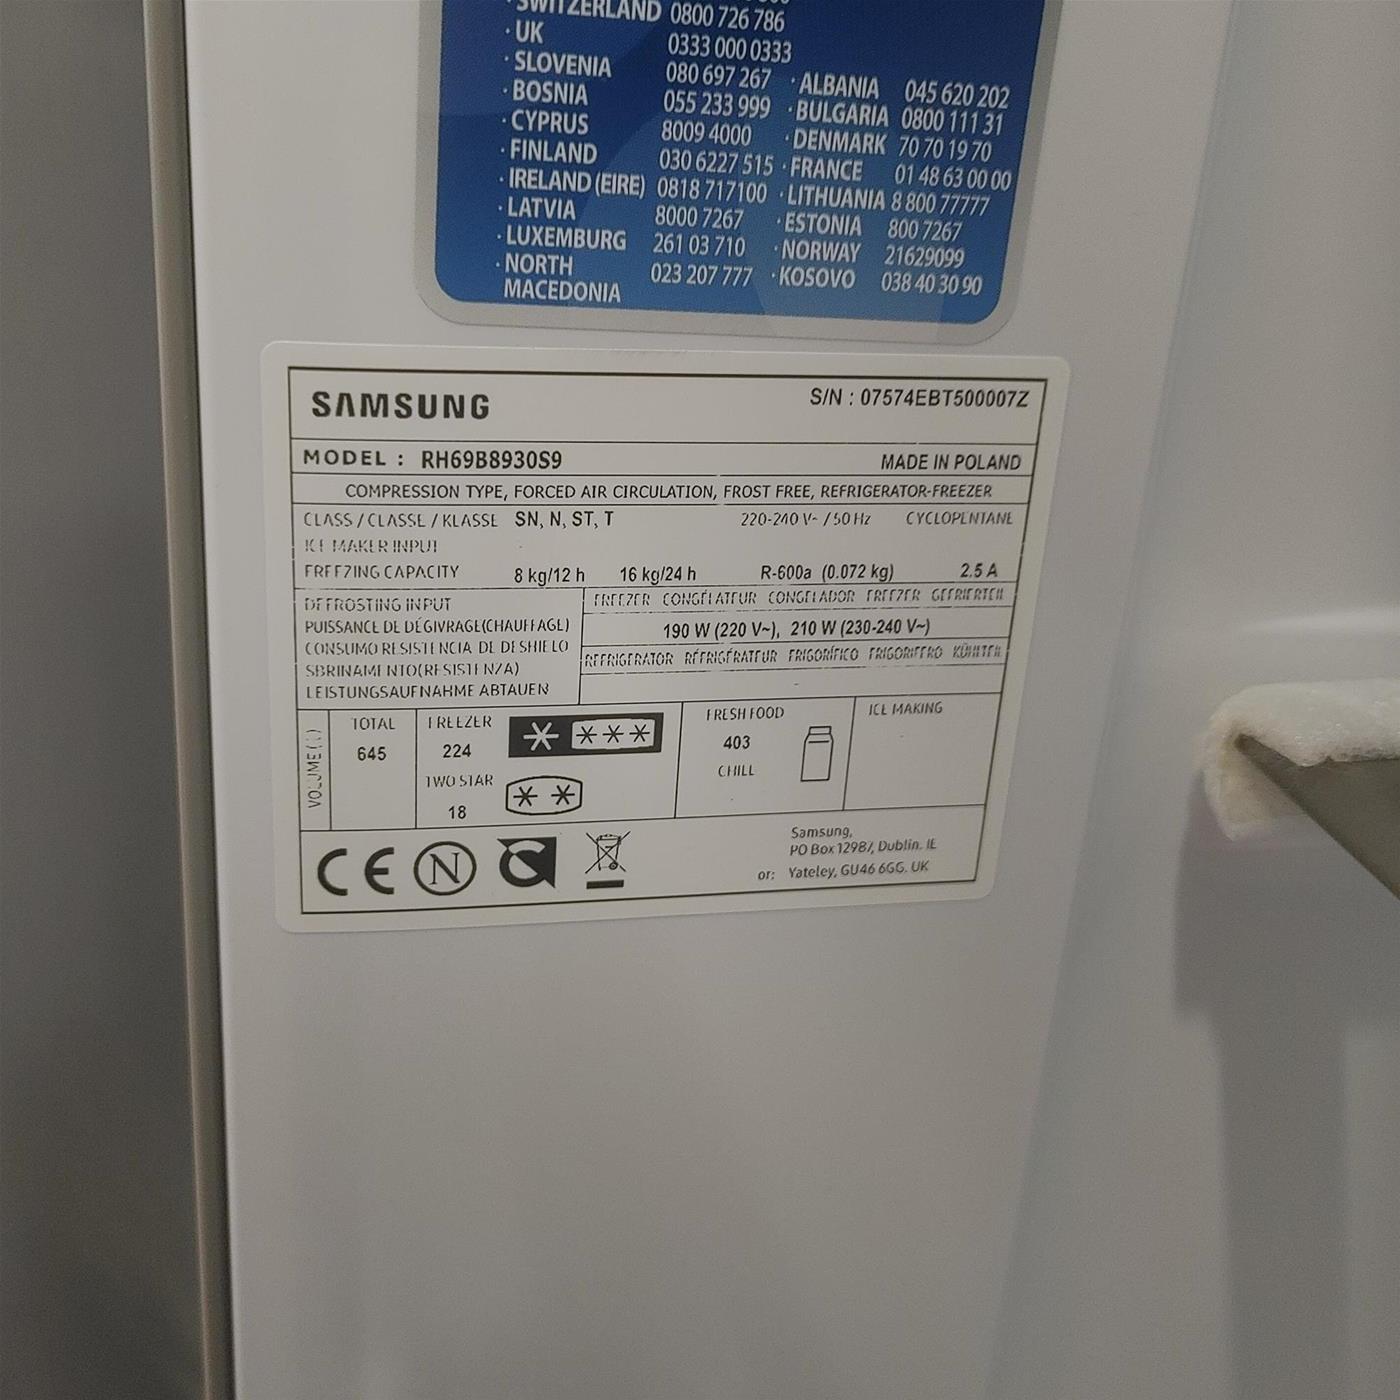 · SWITZERLAND 0800 726 786
· UK 0333 000 0333
· SLOVENIA 080 697 267 · ALBANIA 045 620 202
· BOSNIA 055 233 999 · BULGARIA 0800 111 31
· CYPRUS 8009 4000 · DENMARK 70 70 19 70
· FINLAND 030 6227 515 · FRANCE 01 48 63 00 00
· IRELAND (EIRE) 0818 717100 · LITHUANIA 8 800 77777
· LATVIA 8000 7267 · ESTONIA 800 7267
· LUXEMBURG 261 03 710 · NORWAY 21629099
· NORTH 023 207 777 · KOSOVO 038 40 30 90
MACEDONIA
SAMSUNG S/N : 07574EBT500007Z
MODEL : RH69B8930S9 MADE IN POLAND
COMPRESSION TYPE, FORCED AIR CIRCULATION, FROST FREE, REFRIGERATOR-FREEZER
CLASS / CLASSE / KLASSE SN, N, ST, T 220-240 V~ / 50 Hz CYCLOPENTANE
ICE MAKER INPUT -
FREEZING CAPACITY 8 kg/12 h 16 kg/24 h R-600a (0.072 kg) 2.5 A
DEFROSTING INPUT FREEZER CONGÉLATEUR CONGELADOR FREEZER GEFRIERTEIL
PUISSANCE DE DÉGIVRAGE(CHAUFFAGE) 190 W (220 V~), 210 W (230-240 V~)
CONSUMO RESISTENCIA DE DESHIELO REFRIGERATOR RÉFRIGÉRATEUR FRIGORÍFICO FRIGORIFERO KÜHLTEIL
SBRINAMENTO(RESISTENZA) -
LEISTUNGSAUFNAHME ABTAUEN
VOLUME(ℓ) TOTAL FREEZER FRESH FOOD ICE MAKING
645 224 403
TWO STAR CHILL
18 -
CE N
Samsung,
PO Box 12987, Dublin. IE
or: Yateley, GU46 6GG. UK